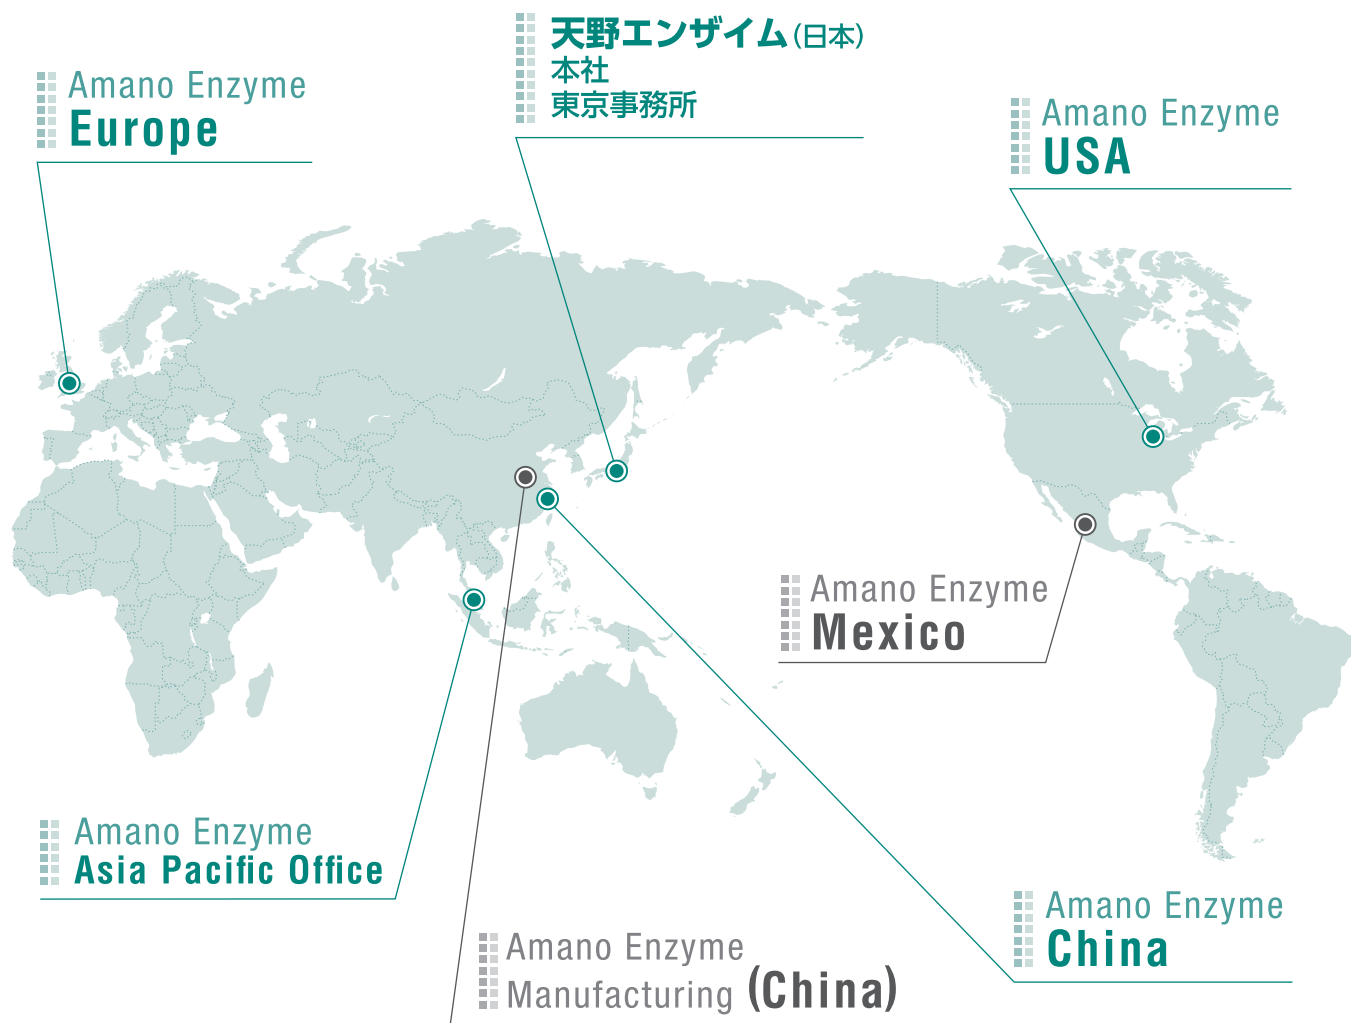 天野エンザイム（日本）
本社
東京事務所
Amano Enzyme
Europe
Amano Enzyme
USA
Amano Enzyme
Mexico
Amano Enzyme
Asia Pacific Office
Amano Enzyme
China
Amano Enzyme
Manufacturing (China)